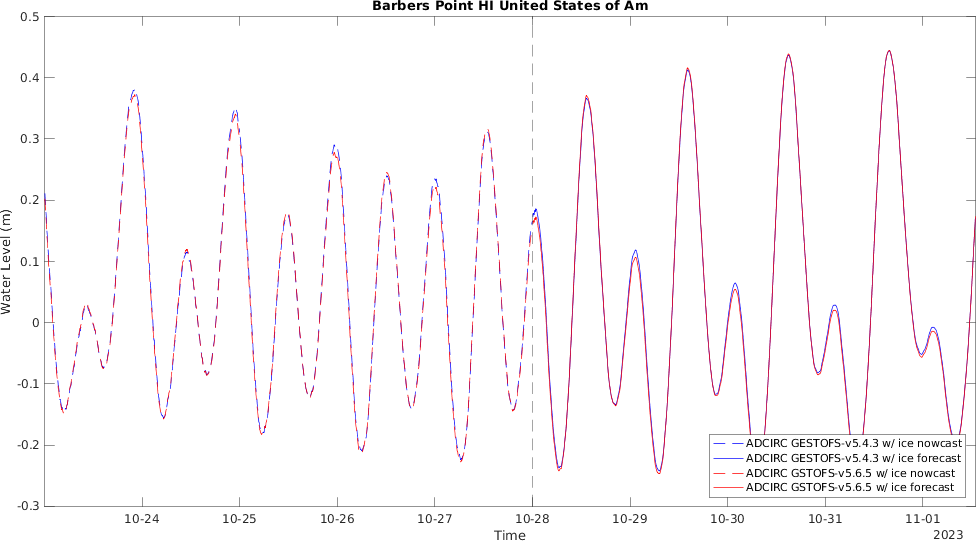 Barbers Point HI United States of Am
0.5
0.4
0.3
0.2
0.1
0
-0.1
-0.2
-0.3
Water Level (m)
ADCIRC GESTOFS-v5.4.3 w/ ice nowcast
ADCIRC GESTOFS-v5.4.3 w/ ice forecast
ADCIRC GSTOFS-v5.6.5 w/ ice nowcast
ADCIRC GSTOFS-v5.6.5 w/ ice forecast
10-24 10-25 10-26 10-27 10-28 10-29 10-30 10-31 11-01
Time
2023